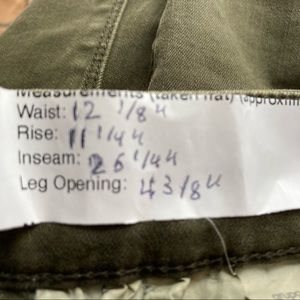 Measurements (taken flat) (approxim
Waist: 12 1/8"
Rise: 11 1/4"
Inseam: 26 1/4"
Leg Opening: 4 3/8"